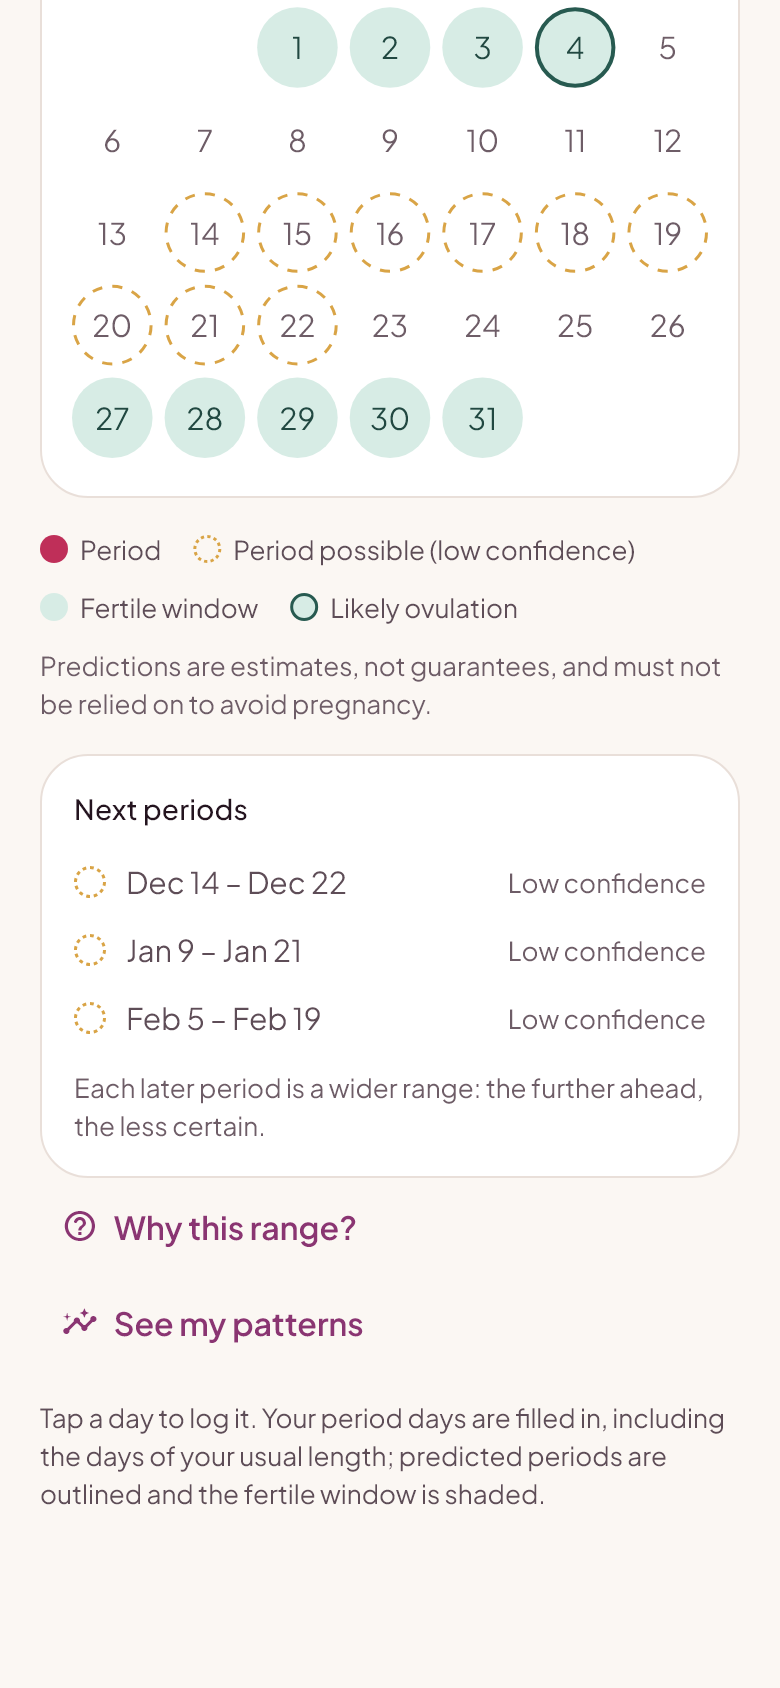 1 2 3 4 5
6 7 8 9 10 11 12
13 14 15 16 17 18 19
20 21 22 23 24 25 26
27 28 29 30 31
Period Period possible (low confidence)
Fertile window Likely ovulation
Predictions are estimates, not guarantees, and must not
be relied on to avoid pregnancy.
Next periods
Dec 14 – Dec 22 Low confidence
Jan 9 – Jan 21 Low confidence
Feb 5 – Feb 19 Low confidence
Each later period is a wider range: the further ahead,
the less certain.
Why this range?
See my patterns
Tap a day to log it. Your period days are filled in, including
the days of your usual length; predicted periods are
outlined and the fertile window is shaded.